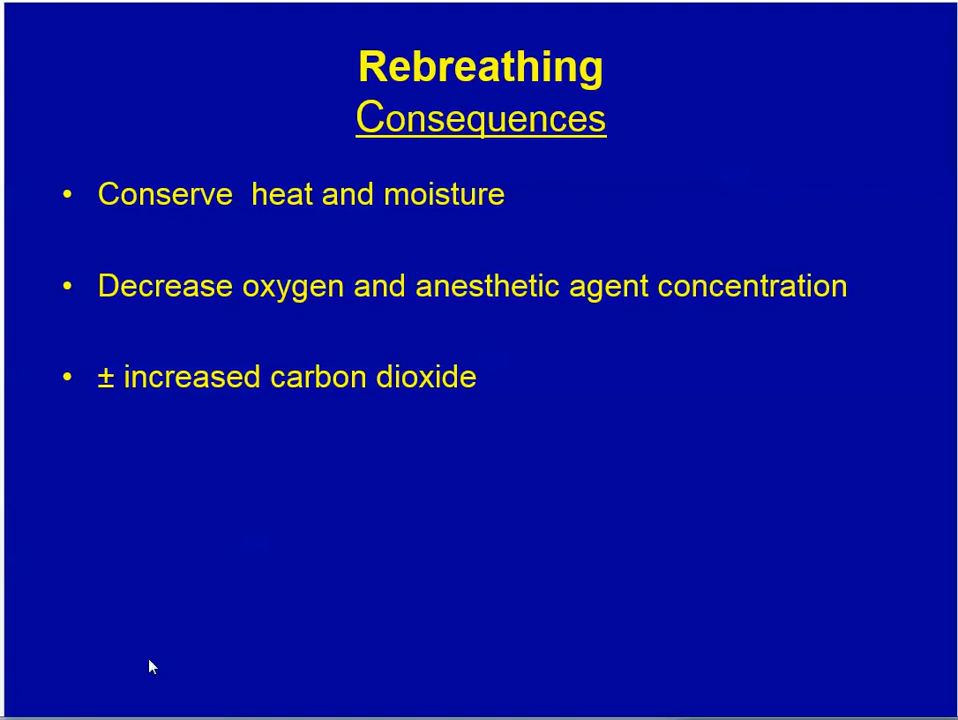 Rebreathing
Consequences
• Conserve  heat and moisture
• Decrease oxygen and anesthetic agent concentration
• ± increased carbon dioxide